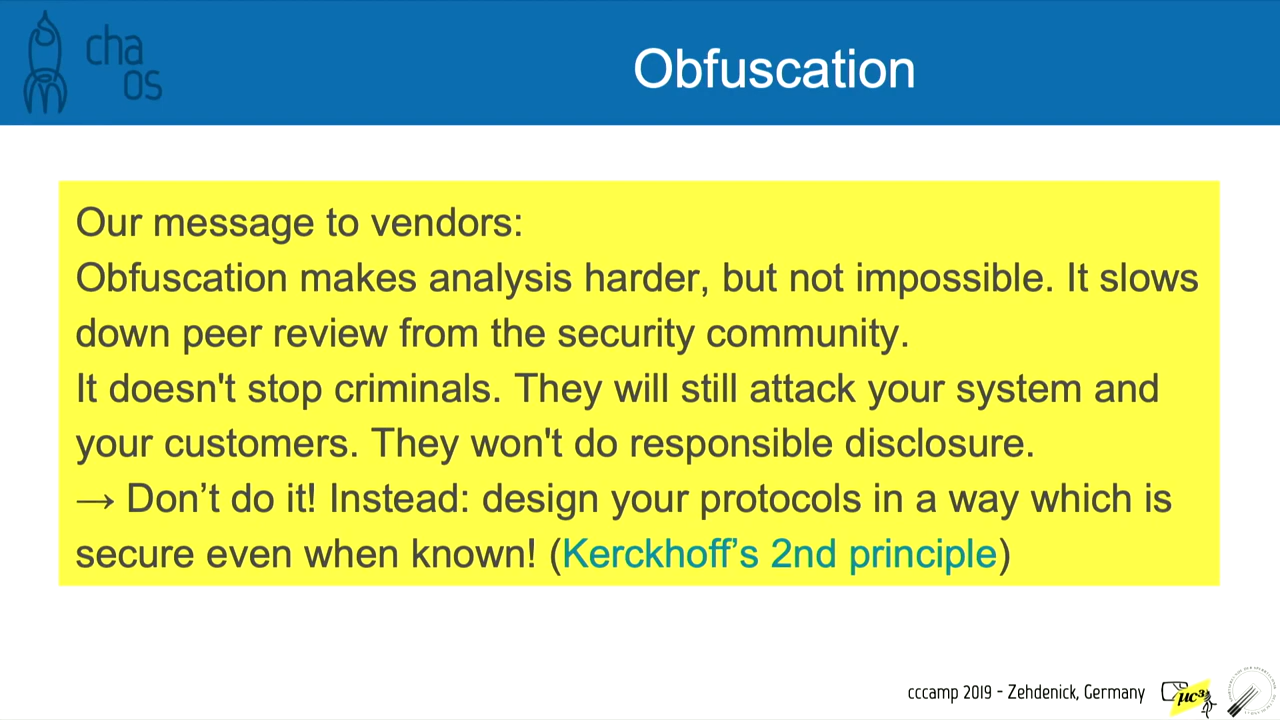 cha
os
Obfuscation
Our message to vendors:
Obfuscation makes analysis harder, but not impossible. It slows
down peer review from the security community.
It doesn't stop criminals. They will still attack your system and
your customers. They won't do responsible disclosure.
→ Don’t do it! Instead: design your protocols in a way which is
secure even when known! (Kerckhoff’s 2nd principle)
cccamp 2019 - Zehdenick, Germany
µc³